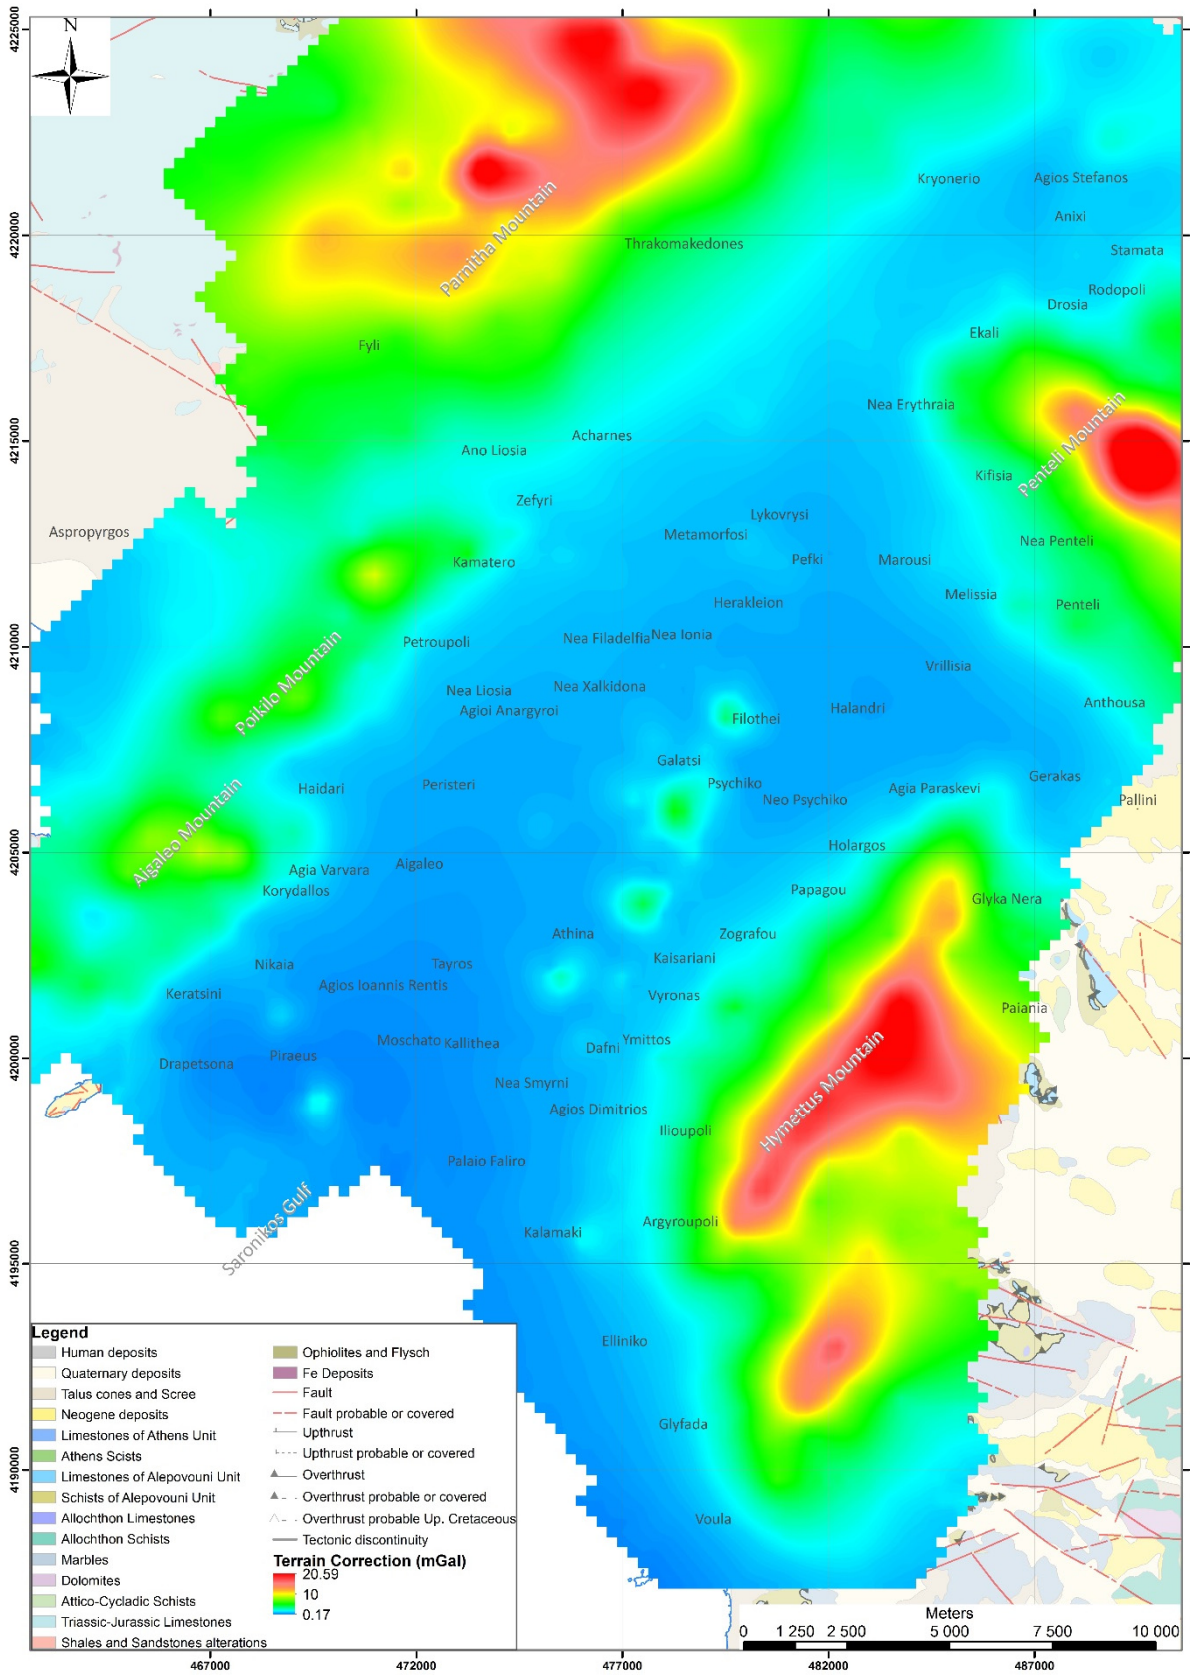 N
4225000
4220000
4215000
4210000
4205000
4200000
4195000
4190000
Kryonerio
Agios Stefanos
Anixi
Parnitha Mountain
Thrakomakedones
Stamata
Rodopoli
Drosia
Fyli
Ekali
Nea Erythraia
Penteli Mountain
Acharnes
Ano Liosia
Kifisia
Zefyri
Lykovrysi
Aspropyrgos
Metamorfosi
Nea Penteli
Kamatero
Pefki
Marousi
Melissia
Herakleion
Penteli
Petroupoli
Nea Filadelfia
Nea Ionia
Poikilo Mountain
Vrillisia
Nea Liosia
Nea Xalkidona
Agioi Anargyroi
Filothei
Halandri
Anthousa
Galatsi
Haidari
Peristeri
Psychiko
Neo Psychiko
Agia Paraskevi
Gerakas
Pallini
Aigaleo Mountain
Holargos
Agia Varvara
Aigaleo
Korydallos
Papagou
Glyka Nera
Athina
Zografou
Nikaia
Tayros
Kaisariani
Keratsini
Agios Ioannis Rentis
Vyronas
Paiania
Moschato
Kallithea
Ymittos
Dafni
Drapetsona
Piraeus
Hymettus Mountain
Nea Smyrni
Agios Dimitrios
Ilioupoli
Palaio Faliro
Saronikos Gulf
Argyroupoli
Kalamaki
Elliniko
Glyfada
Voula
Legend
Human deposits
Quaternary deposits
Talus cones and Scree
Neogene deposits
Limestones of Athens Unit
Athens Scists
Limestones of Alepovouni Unit
Schists of Alepovouni Unit
Allochthon Limestones
Allochthon Schists
Marbles
Dolomites
Attico-Cycladic Schists
Triassic-Jurassic Limestones
Shales and Sandstones alterations
Ophiolites and Flysch
Fe Deposits
Fault
Fault probable or covered
Upthrust
Upthrust probable or covered
Overthrust
Overthrust probable or covered
Overthrust probable Up. Cretaceous
Tectonic discontinuity
Terrain Correction (mGal)
20.59
10
0.17
Meters
0 1 250 2 500 5 000 7 500 10 000
467000 472000 477000 482000 487000